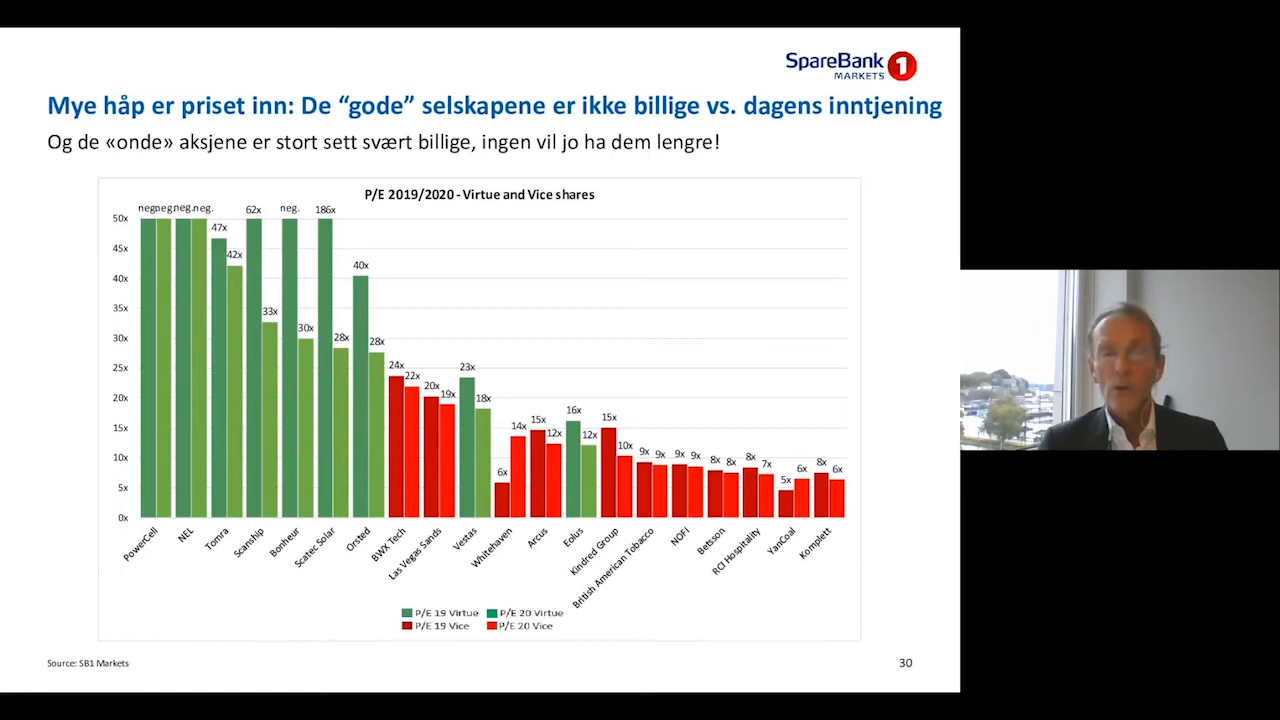 SpareBank 1
MARKETS
Mye håp er priset inn: De “gode” selskapene er ikke billige vs. dagens inntjening
Og de «onde» aksjene er stort sett svært billige, ingen vil jo ha dem lengre!
P/E 2019/2020 - Virtue and Vice shares
neg. neg. neg. neg. 62x neg. 186x
50x
47x
45x
42x
40x
40x
35x
33x
30x
30x
28x
28x
25x
24x 22x
23x
20x
20x 19x
18x
15x
6x 14x
15x 12x
16x 12x
15x 10x
10x
9x 9x
9x 9x
8x 8x
8x 7x
5x 6x
8x 6x
5x
0x
PowerCell
NEL
Tomra
Scanship
Bonheur
Scatec Solar
Orsted
BWX Tech
Las Vegas Sands
Vestas
Whitehaven
Arcus
Eolus
Kindred Group
British American Tobacco
NOFI
Betsson
RCI Hospitality
YanCoal
Komplett
P/E 19 Virtue P/E 20 Virtue
P/E 19 Vice P/E 20 Vice
Source: SB1 Markets
30